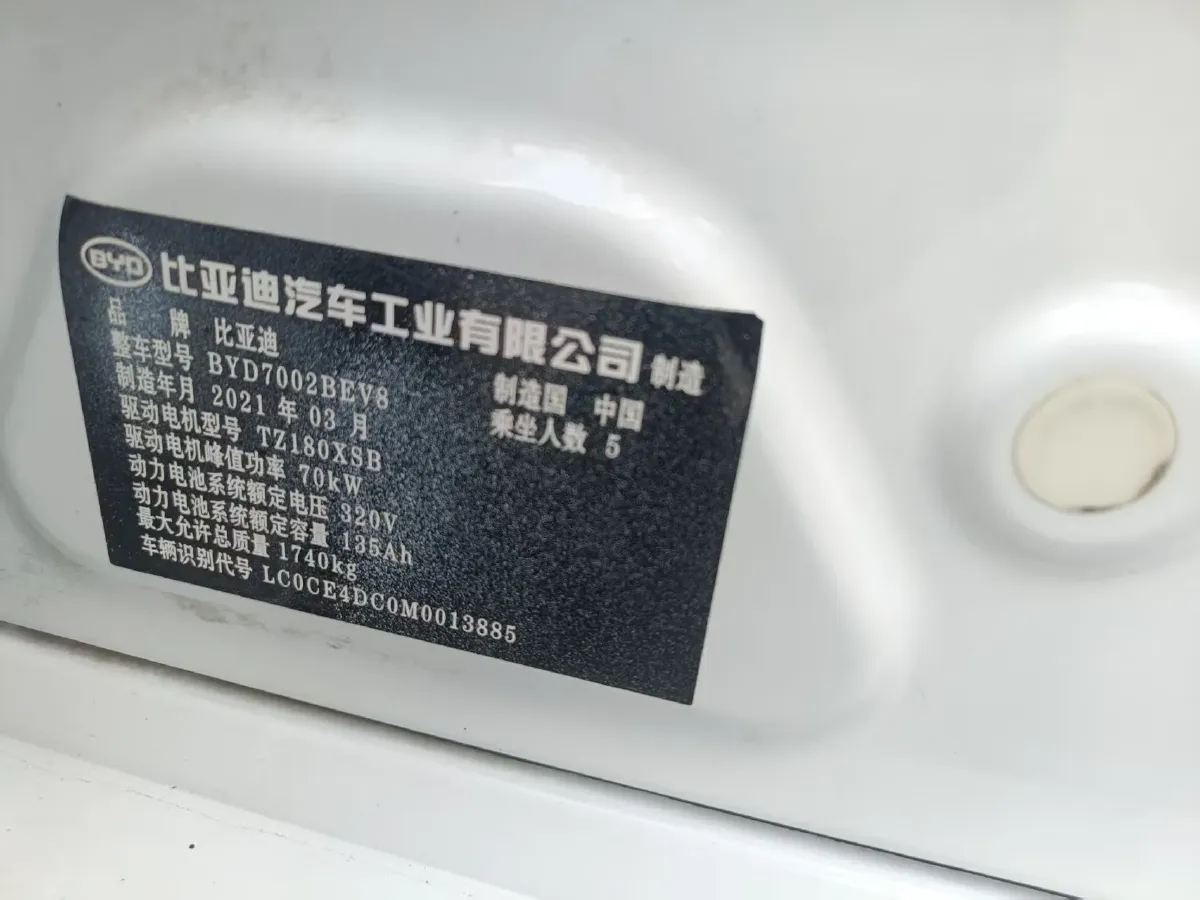 BYD 比亚迪汽车工业有限公司 制造
品牌 比亚迪
整车型号 BYD7002BEV8 制造国 中国
制造年月 2021 年 03 月 乘坐人数 5
驱动电机型号 TZ180XSB
驱动电机峰值功率 70kW
动力电池系统额定电压 320V
动力电池系统额定容量 135Ah
最大允许总质量 1740kg
车辆识别代号 LC0CE4DC0M0013885